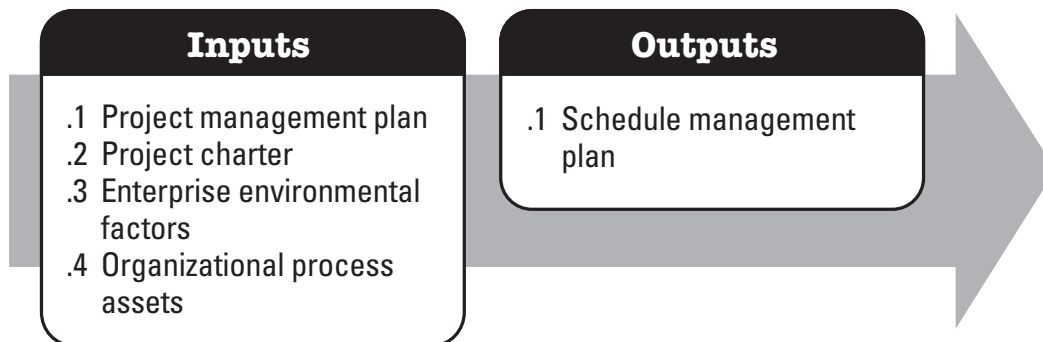 Inputs
.1 Project management plan
.2 Project charter
.3 Enterprise environmental
factors
.4 Organizational process
assets
Outputs
.1 Schedule management
plan